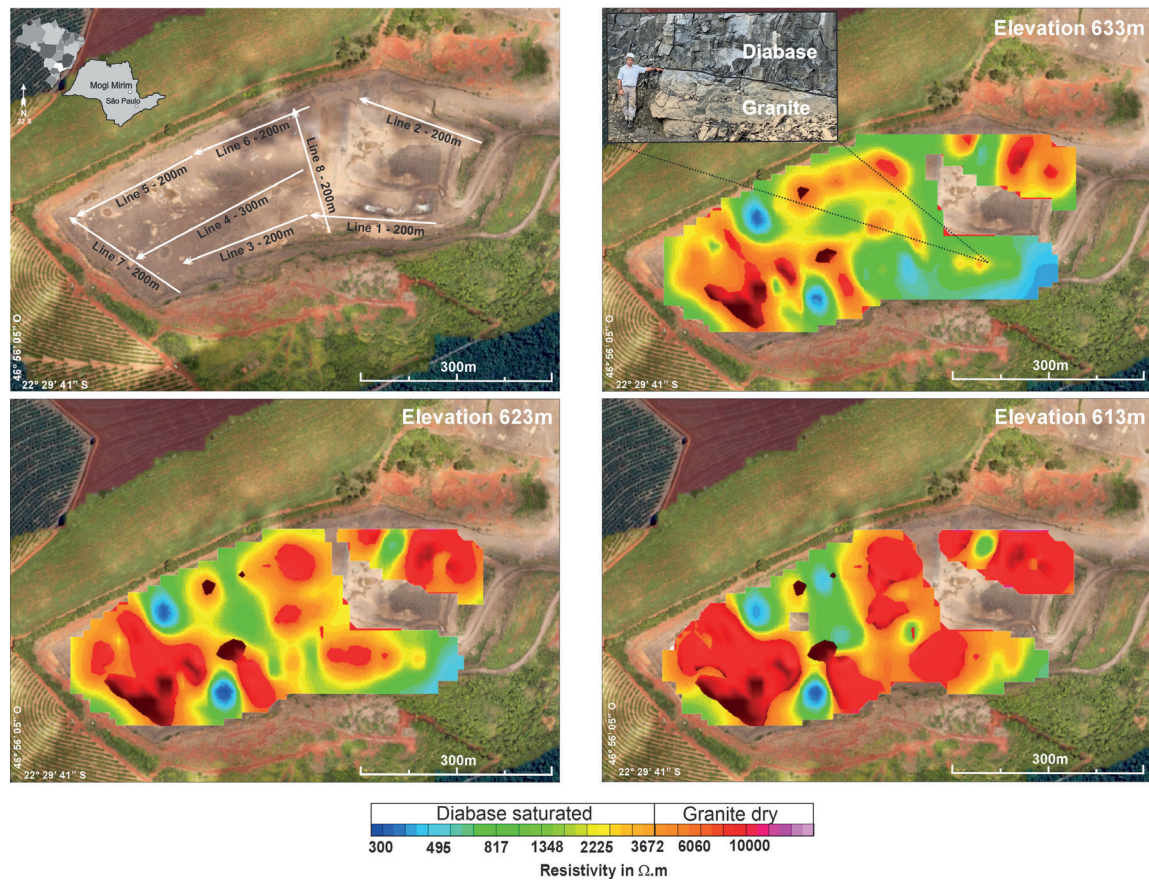 Mogi Mirim
São Paulo
N
22 S
Line 6 - 200m
Line 2 - 200m
Line 5 - 200m
Line 8 - 200m
Line 4 - 300m
Line 3 - 200m
Line 1 - 200m
Line 7 - 200m
46° 56' 05'' O
22° 29' 41'' S
300m
Elevation 633m
Diabase
Granite
46° 56' 05'' O
22° 29' 41'' S
300m
Elevation 623m
46° 56' 05'' O
22° 29' 41'' S
300m
Elevation 613m
46° 56' 05'' O
22° 29' 41'' S
300m
Diabase saturated Granite dry
300 495 817 1348 2225 3672 6060 10000
Resistivity in Ω.m